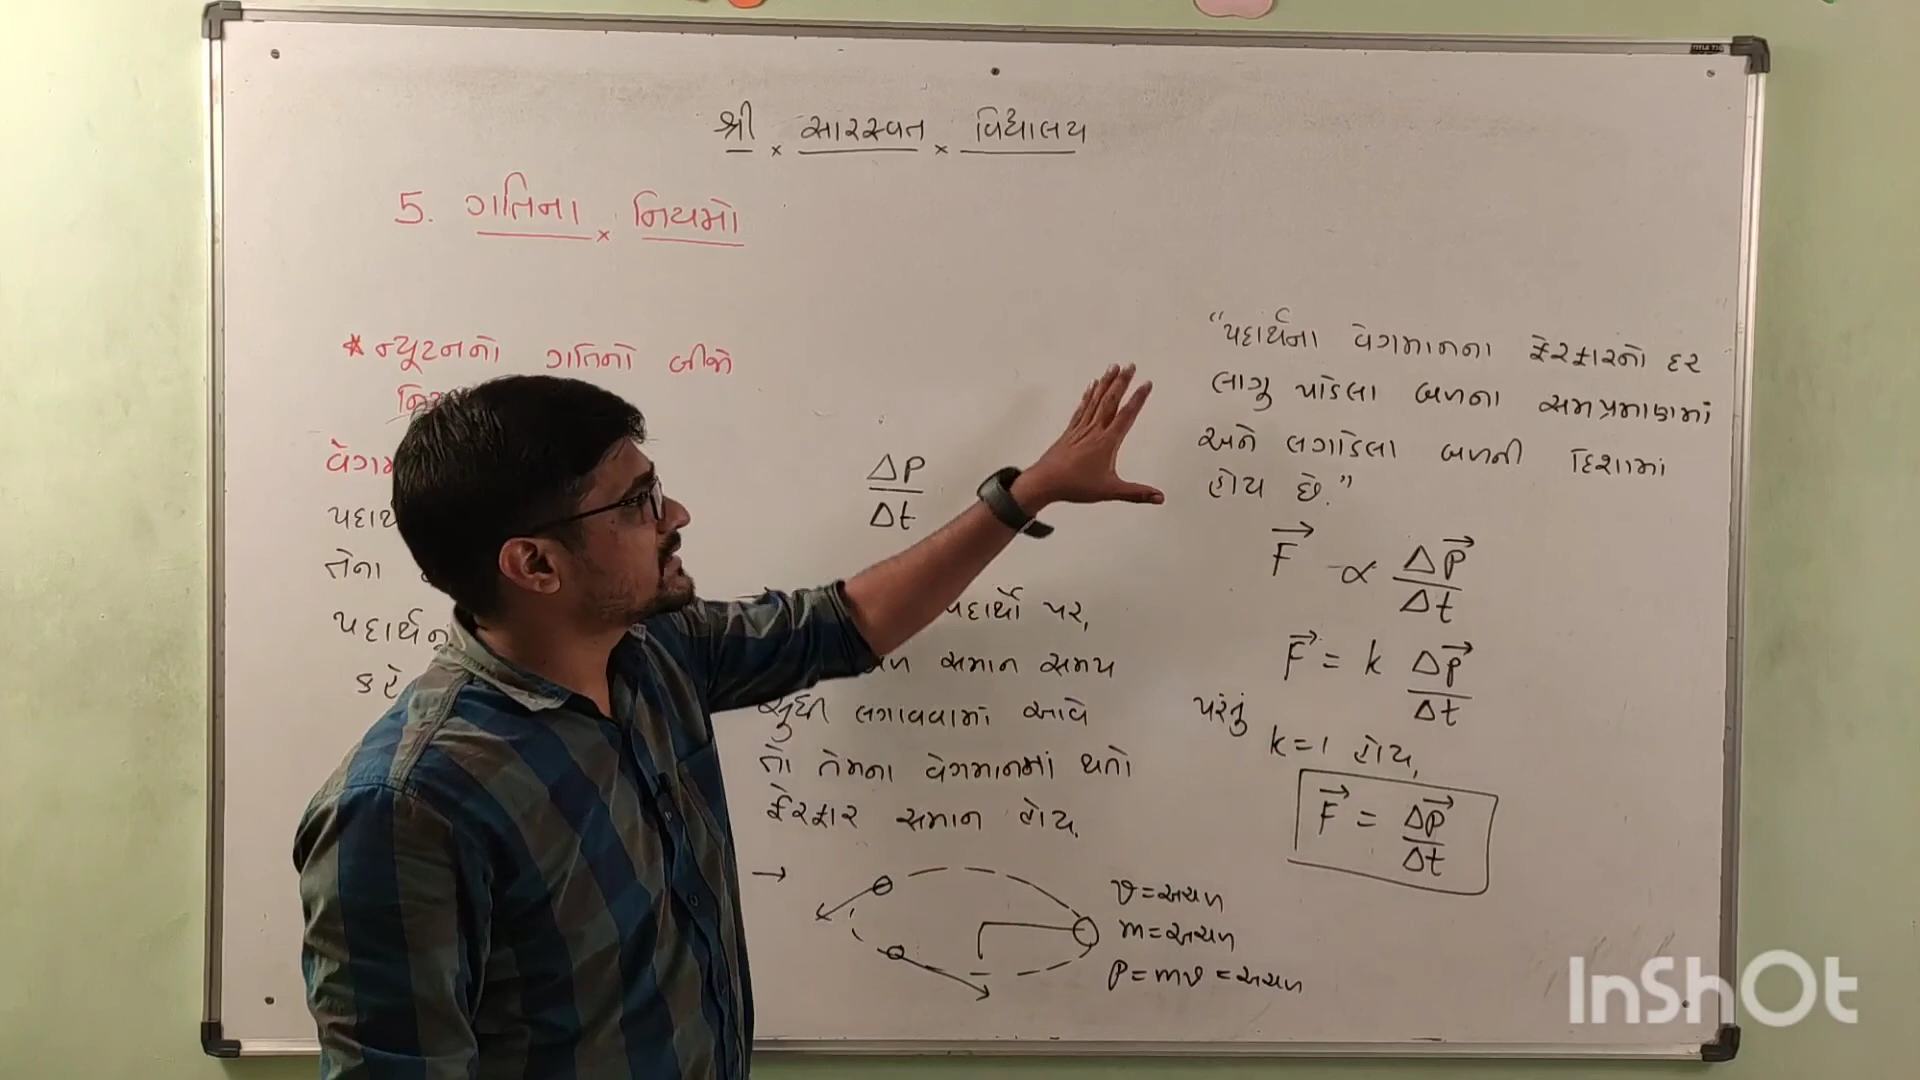 શ્રી × સારસ્વત × વિદ્યાલય
5. ગતિના × નિયમો
* ન્યૂટનનો ગતિનો બીજો
તેના
કરે
ΔP
Δt
પદાર્થો પર,
સમાન સમય
સુધી લગાવવામાં આવે
તો તેમના વેગમાનમાં થતો
ફેરફાર સમાન હોય.
→
v = અચળ
m = અચળ
P = mv = અચળ
“પદાર્થના વેગમાનના ફેરફારનો દર
લાગુ પાડેલા બળના સમપ્રમાણમાં
અને લગાડેલા બળની દિશામાં
હોય છે.”
F⃗ ∝ ΔP⃗
Δt
F⃗ = k ΔP⃗
Δt
પરંતુ
k = 1 હોય,
F⃗ = ΔP⃗
Δt
InShOt